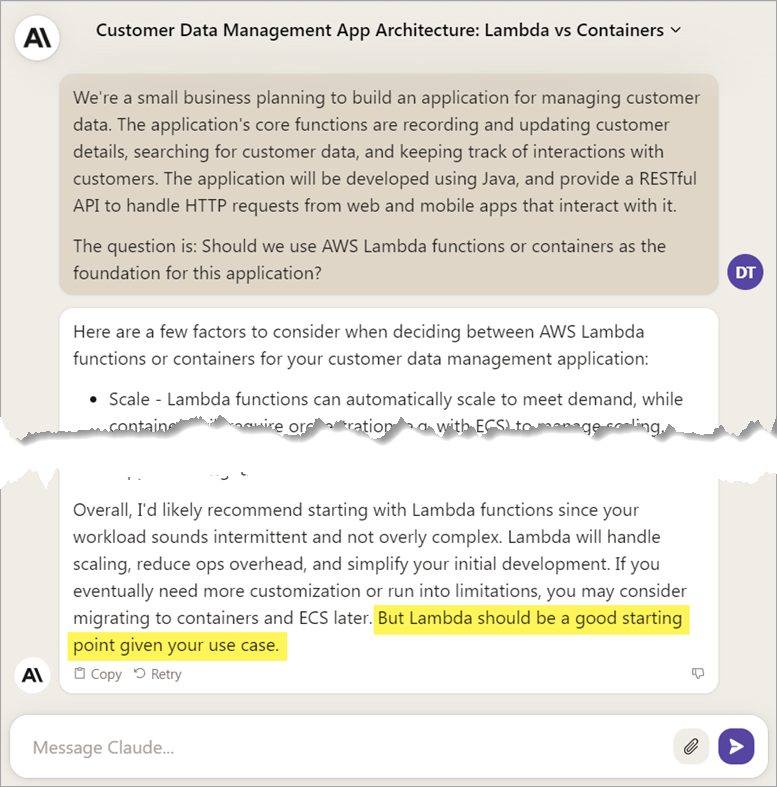 Customer Data Management App Architecture: Lambda vs Containers
We're a small business planning to build an application for managing customer
data. The application's core functions are recording and updating customer
details, searching for customer data, and keeping track of interactions with
customers. The application will be developed using Java, and provide a RESTful
API to handle HTTP requests from web and mobile apps that interact with it.
The question is: Should we use AWS Lambda functions or containers as the
foundation for this application?
DT
Here are a few factors to consider when deciding between AWS Lambda
functions or containers for your customer data management application:
• Scale - Lambda functions can automatically scale to meet demand, while
require with ECS) to manage scaling.
Overall, I'd likely recommend starting with Lambda functions since your
workload sounds intermittent and not overly complex. Lambda will handle
scaling, reduce ops overhead, and simplify your initial development. If you
eventually need more customization or run into limitations, you may consider
migrating to containers and ECS later. But Lambda should be a good starting
point given your use case.
Copy Retry
Message Claude...